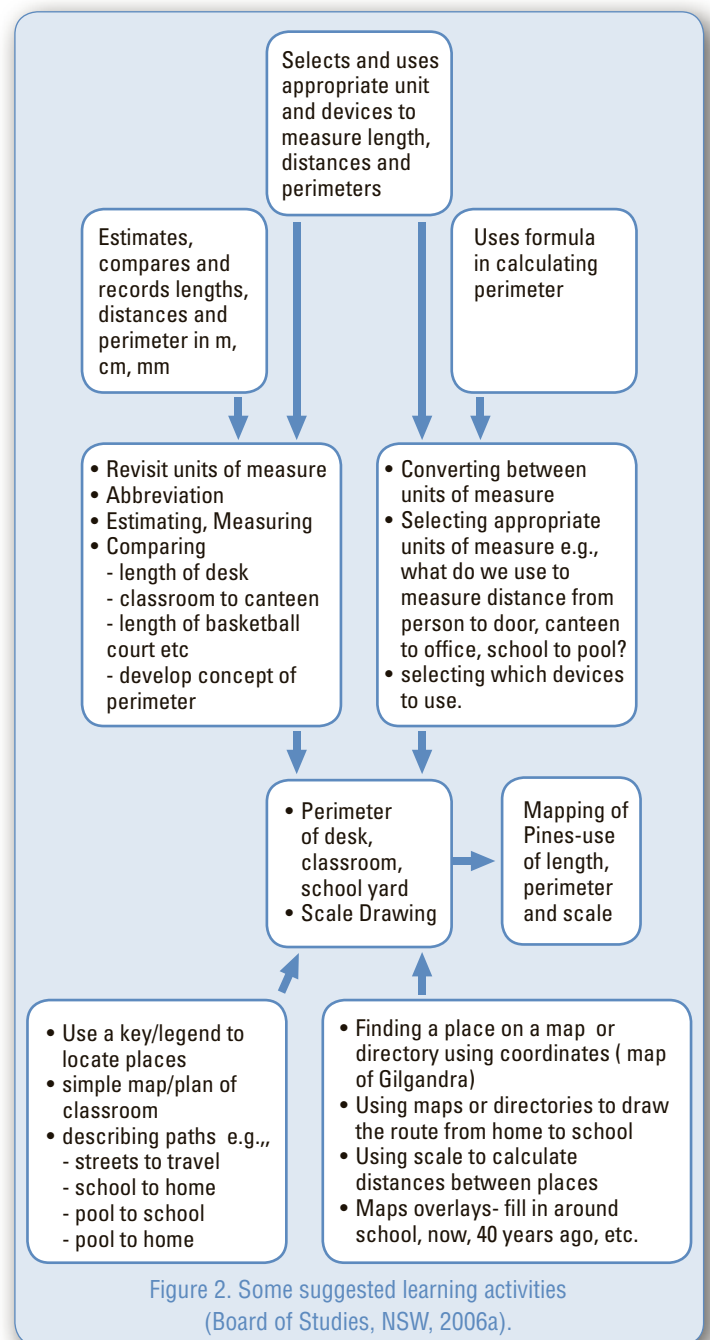 Selects and uses
appropriate unit
and devices to
measure length,
distances and
perimeters
Estimates,
compares and
records lengths,
distances and
perimeter in m,
cm, mm
Uses formula
in calculating
perimeter
• Revisit units of measure
• Abbreviation
• Estimating, Measuring
• Comparing
- length of desk
- classroom to canteen
- length of basketball
court etc
- develop concept of
perimeter
• Converting between
units of measure
• Selecting appropriate
units of measure e.g.,
what do we use to
measure distance from
person to door, canteen
to office, school to pool?
• selecting which devices
to use.
• Perimeter
of desk,
classroom,
school yard
• Scale Drawing
Mapping of
Pines-use
of length,
perimeter
and scale
• Use a key/legend to
locate places
• simple map/plan of
classroom
• describing paths e.g.,,
- streets to travel
- school to home
- pool to school
- pool to home
• Finding a place on a map or
directory using coordinates ( map
of Gilgandra)
• Using maps or directories to draw
the route from home to school
• Using scale to calculate
distances between places
• Maps overlays- fill in around
school, now, 40 years ago, etc.
Figure 2. Some suggested learning activities
(Board of Studies, NSW, 2006a).